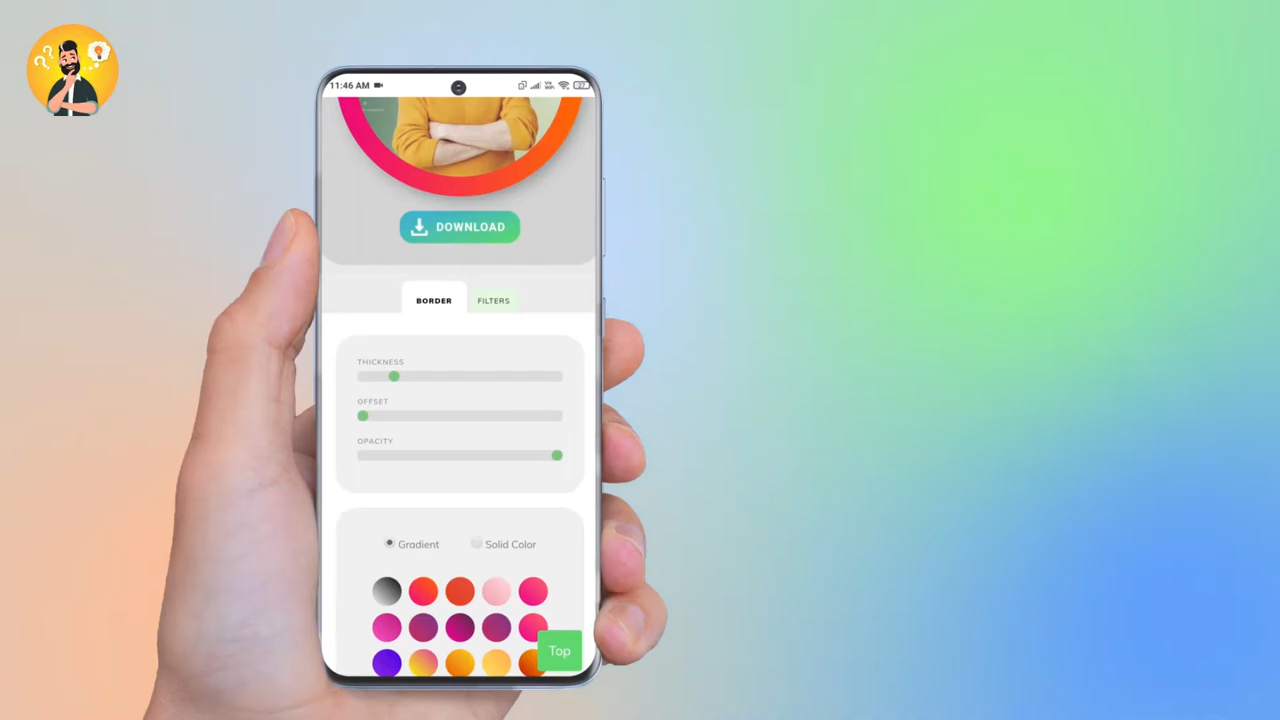 11:46 AM
DOWNLOAD
BORDER FILTERS
THICKNESS
OFFSET
OPACITY
Gradient Solid Color
Top